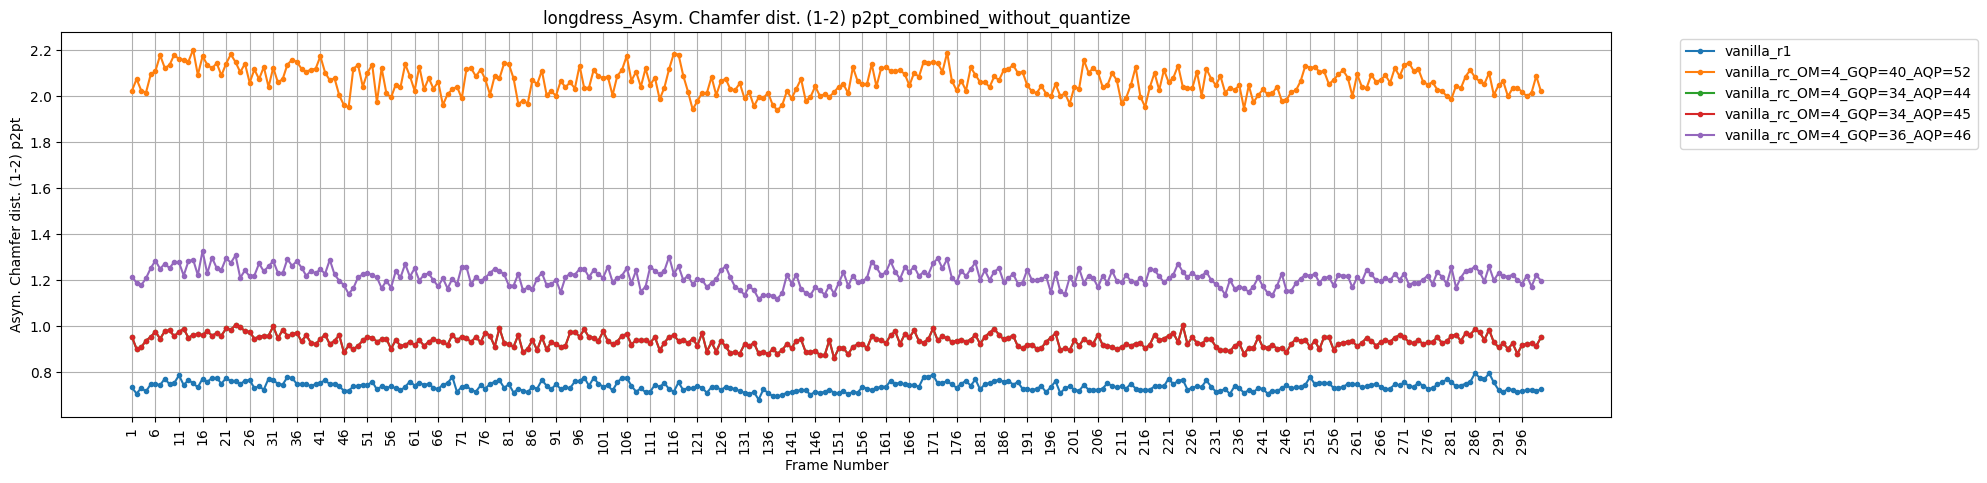 longdress_Asym. Chamfer dist. (1-2) p2pt_combined_without_quantize
Asym. Chamfer dist. (1-2) p2pt
2.2
2.0
1.8
1.6
1.4
1.2
1.0
0.8
1 6 11 16 21 26 31 36 41 46 51 56 61 66 71 76 81 86 91 96 101 106 111 116 121 126 131 136 141 146 151 156 161 166 171 176 181 186 191 196 201 206 211 216 221 226 231 236 241 246 251 256 261 266 271 276 281 286 291 296
Frame Number
vanilla_r1
vanilla_rc_OM=4_GQP=40_AQP=52
vanilla_rc_OM=4_GQP=34_AQP=44
vanilla_rc_OM=4_GQP=34_AQP=45
vanilla_rc_OM=4_GQP=36_AQP=46